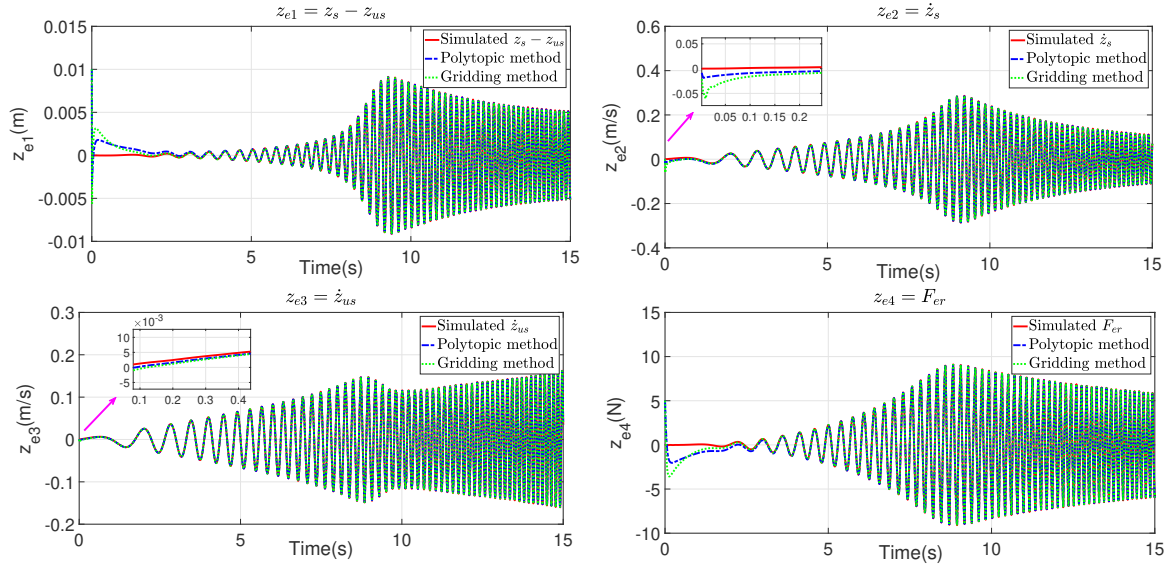 z_{e1} = z_s − z_{us}
0.015
0.01
0.005
0
-0.005
-0.01
z_{e1}(m)
Simulated z_s − z_{us}
Polytopic method
Gridding method
0 5 10 15
Time(s)
z_{e2} = ż_s
0.6
0.4
0.2
0
-0.2
-0.4
z_{e2}(m/s)
0.05
0
-0.05
0.05 0.1 0.15 0.2
Simulated ż_s
Polytopic method
Gridding method
0 5 10 15
Time(s)
z_{e3} = ż_{us}
0.3
0.2
0.1
0
-0.1
-0.2
z_{e3}(m/s)
×10^{-3}
10
5
0
-5
0.1 0.2 0.3 0.4
Simulated ż_{us}
Polytopic method
Gridding method
0 5 10 15
Time(s)
z_{e4} = F_{er}
15
10
5
0
-5
-10
z_{e4}(N)
Simulated F_{er}
Polytopic method
Gridding method
0 5 10 15
Time(s)